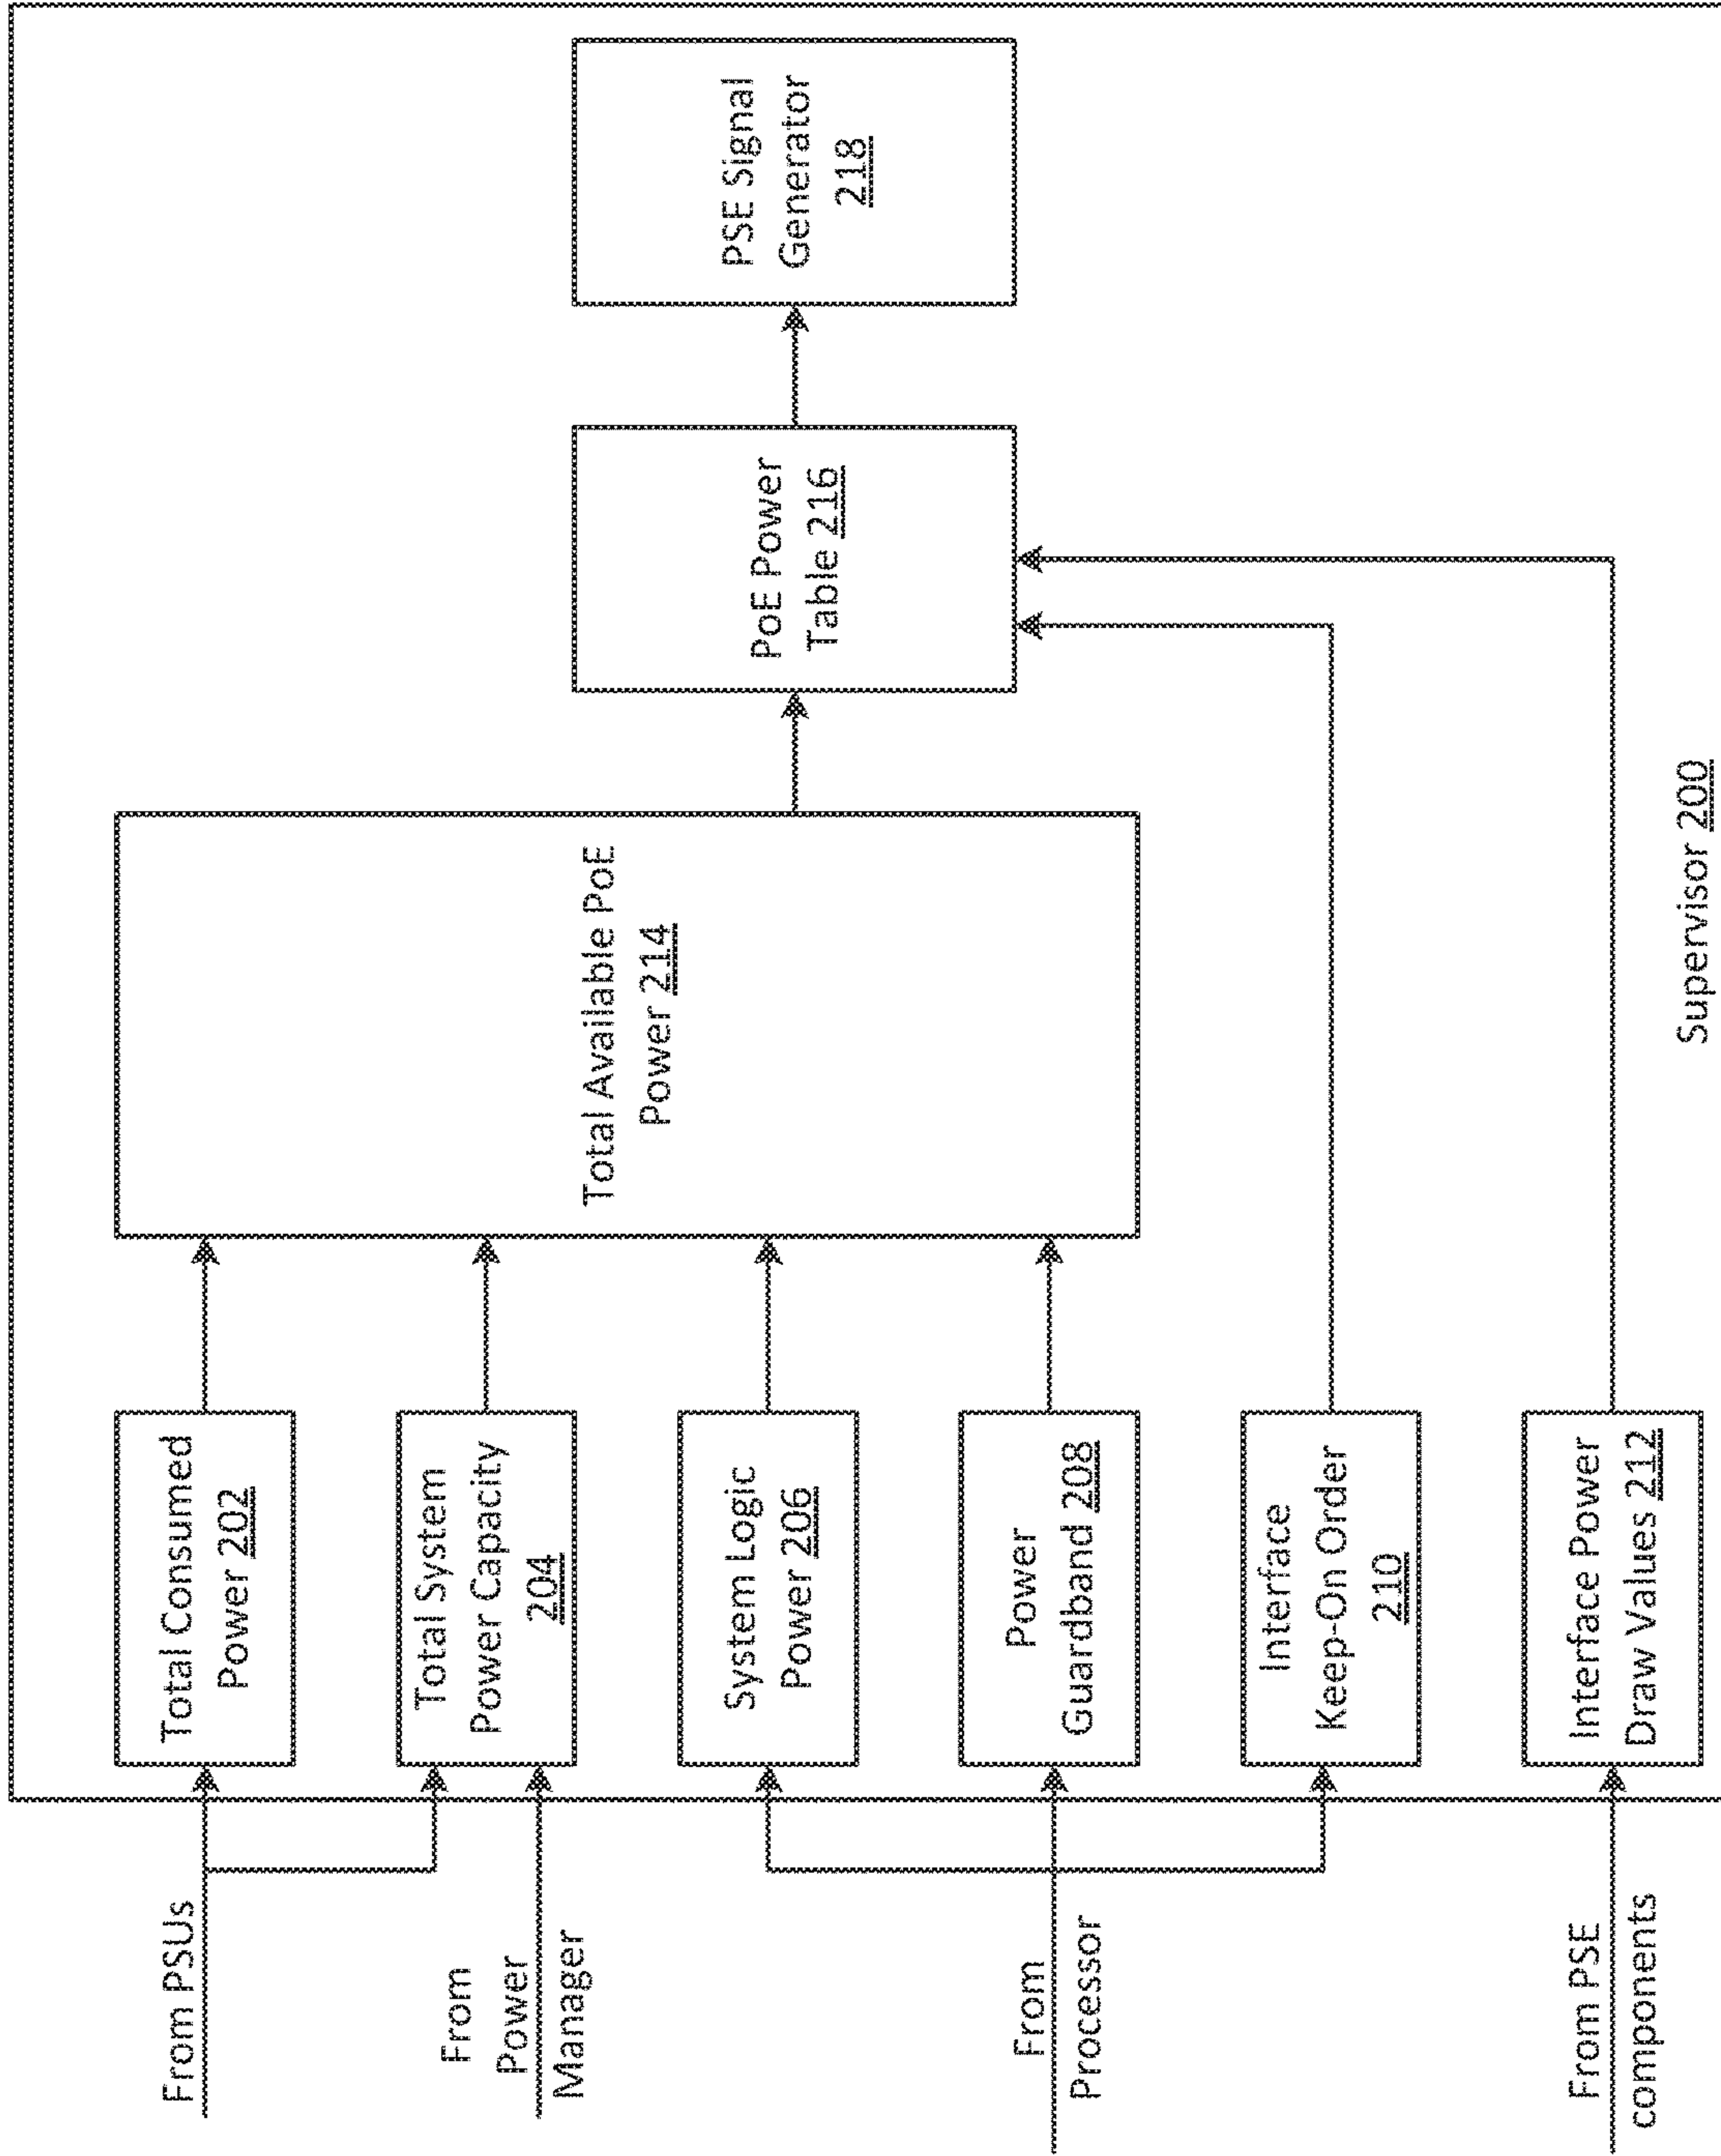 From PSUs
From
Power
Manager
From
Processor
From PSE
components
Total Consumed
Power 202
Total System
Power Capacity
204
System Logic
Power 206
Power
Guardband 208
Interface
Keep-On Order
210
Interface Power
Draw Values 212
Total Available PoE
Power 214
PoE Power
Table 216
PSE Signal
Generator
218
Supervisor 200